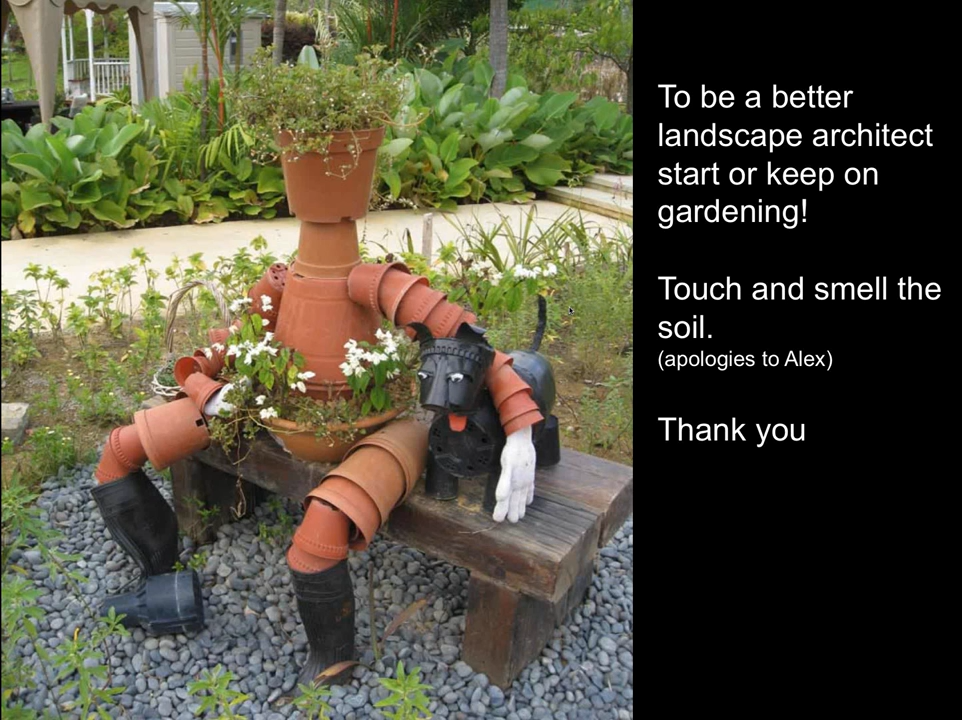 To be a better
landscape architect
start or keep on
gardening!
Touch and smell the
soil.
(apologies to Alex)
Thank you